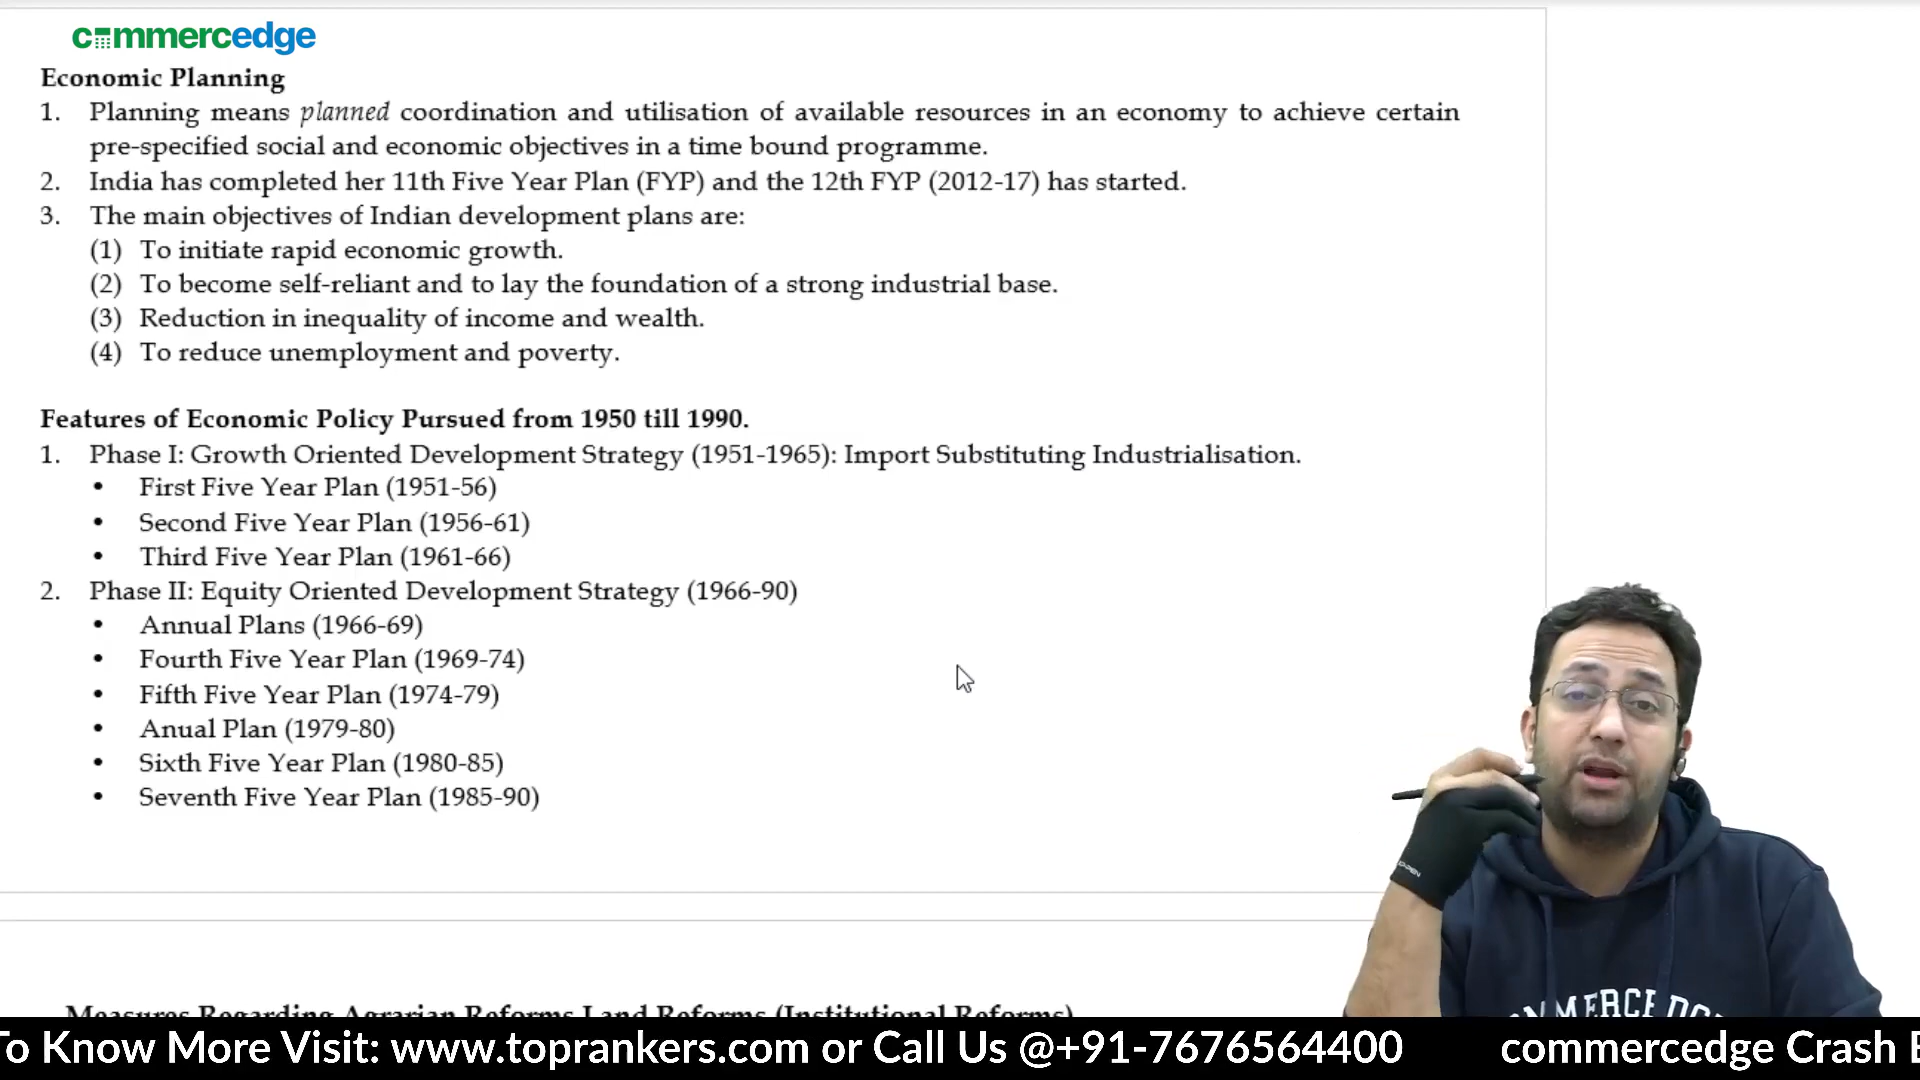 commercedge
Economic Planning
1. Planning means planned coordination and utilisation of available resources in an economy to achieve certain
pre-specified social and economic objectives in a time bound programme.
2. India has completed her 11th Five Year Plan (FYP) and the 12th FYP (2012-17) has started.
3. The main objectives of Indian development plans are:
(1) To initiate rapid economic growth.
(2) To become self-reliant and to lay the foundation of a strong industrial base.
(3) Reduction in inequality of income and wealth.
(4) To reduce unemployment and poverty.
Features of Economic Policy Pursued from 1950 till 1990.
1. Phase I: Growth Oriented Development Strategy (1951-1965): Import Substituting Industrialisation.
• First Five Year Plan (1951-56)
• Second Five Year Plan (1956-61)
• Third Five Year Plan (1961-66)
2. Phase II: Equity Oriented Development Strategy (1966-90)
• Annual Plans (1966-69)
• Fourth Five Year Plan (1969-74)
• Fifth Five Year Plan (1974-79)
• Anual Plan (1979-80)
• Sixth Five Year Plan (1980-85)
• Seventh Five Year Plan (1985-90)
Measures Regarding Agrarian Reforms Land Reforms (Institutional Reforms)
To Know More Visit: www.toprankers.com or Call Us @+91-7676564400 commercedge Crash